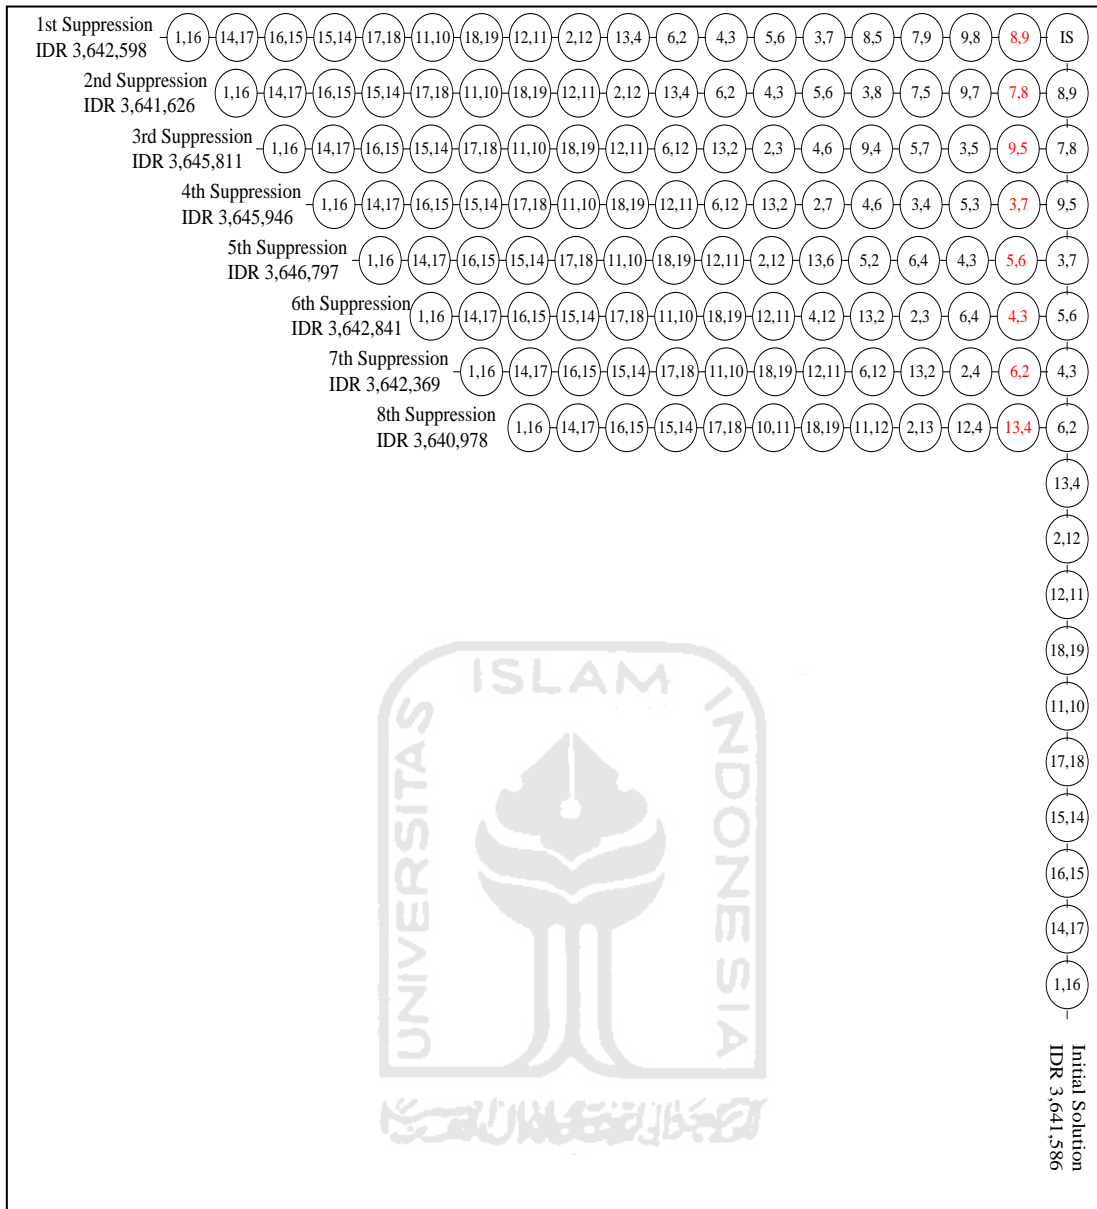 1st Suppression
IDR 3,642,598
1,16 14,17 16,15 15,14 17,18 11,10 18,19 12,11 2,12 13,4 6,2 4,3 5,6 3,7 8,5 7,9 9,8 8,9 IS
2nd Suppression
IDR 3,641,626
1,16 14,17 16,15 15,14 17,18 11,10 18,19 12,11 2,12 13,4 6,2 4,3 5,6 3,8 7,5 9,7 7,8 8,9
3rd Suppression
IDR 3,645,811
1,16 14,17 16,15 15,14 17,18 11,10 18,19 12,11 6,12 13,2 2,3 4,6 9,4 5,7 3,5 9,5 7,8
4th Suppression
IDR 3,645,946
1,16 14,17 16,15 15,14 17,18 11,10 18,19 12,11 6,12 13,2 2,7 4,6 3,4 5,3 3,7 9,5
5th Suppression
IDR 3,646,797
1,16 14,17 16,15 15,14 17,18 11,10 18,19 12,11 2,12 13,6 5,2 6,4 4,3 5,6 3,7
6th Suppression
IDR 3,642,841
1,16 14,17 16,15 15,14 17,18 11,10 18,19 12,11 4,12 13,2 2,3 6,4 4,3 5,6
7th Suppression
IDR 3,642,369
1,16 14,17 16,15 15,14 17,18 11,10 18,19 12,11 6,12 13,2 2,4 6,2 4,3
8th Suppression
IDR 3,640,978
1,16 14,17 16,15 15,14 17,18 10,11 18,19 11,12 2,13 12,4 13,4 6,2
13,4
2,12
12,11
18,19
11,10
17,18
15,14
16,15
14,17
1,16
Initial Solution
IDR 3,641,586
UNIVERSITAS
ISLAM
INDONESIA